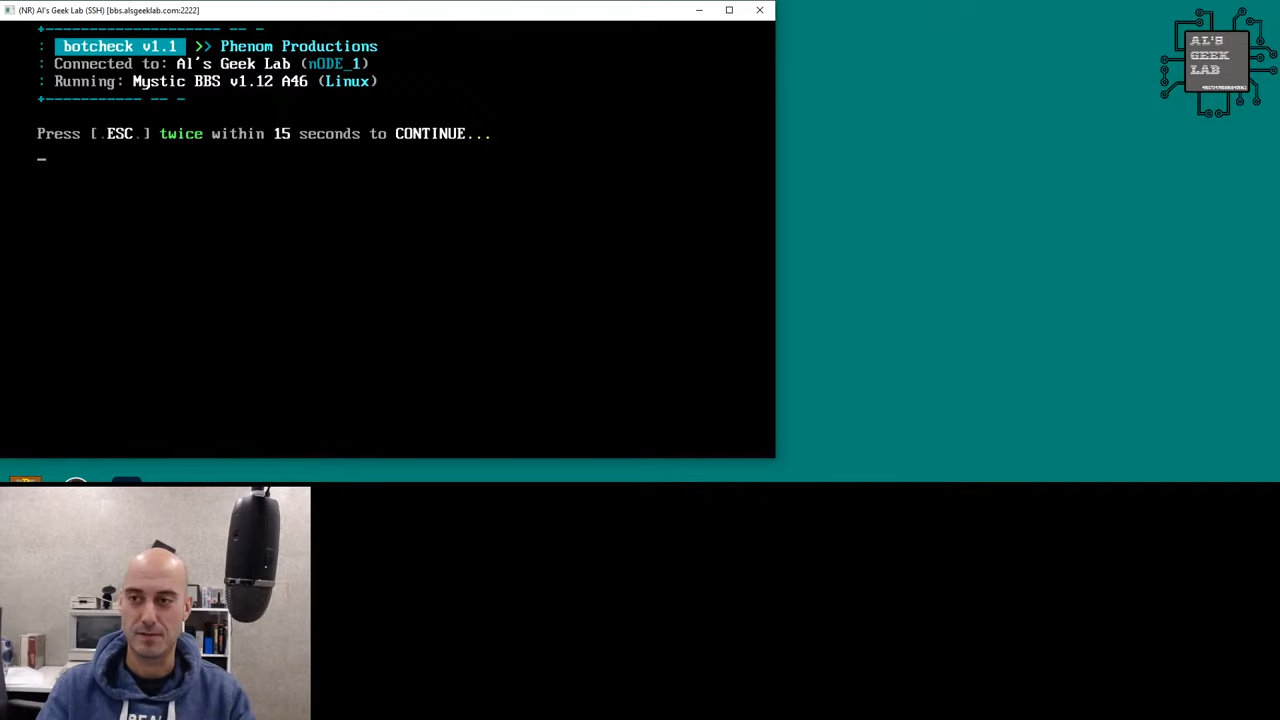 (NR) Al's Geek Lab (SSH) [bbs.alsgeeklab.com:2222]
: botcheck v1.1 >> Phenom Productions
: Connected to: Al's Geek Lab (nODE_1)
: Running: Mystic BBS v1.12 A46 (Linux)
Press [.ESC.] twice within 15 seconds to CONTINUE...
AL'S
GEEK
LAB